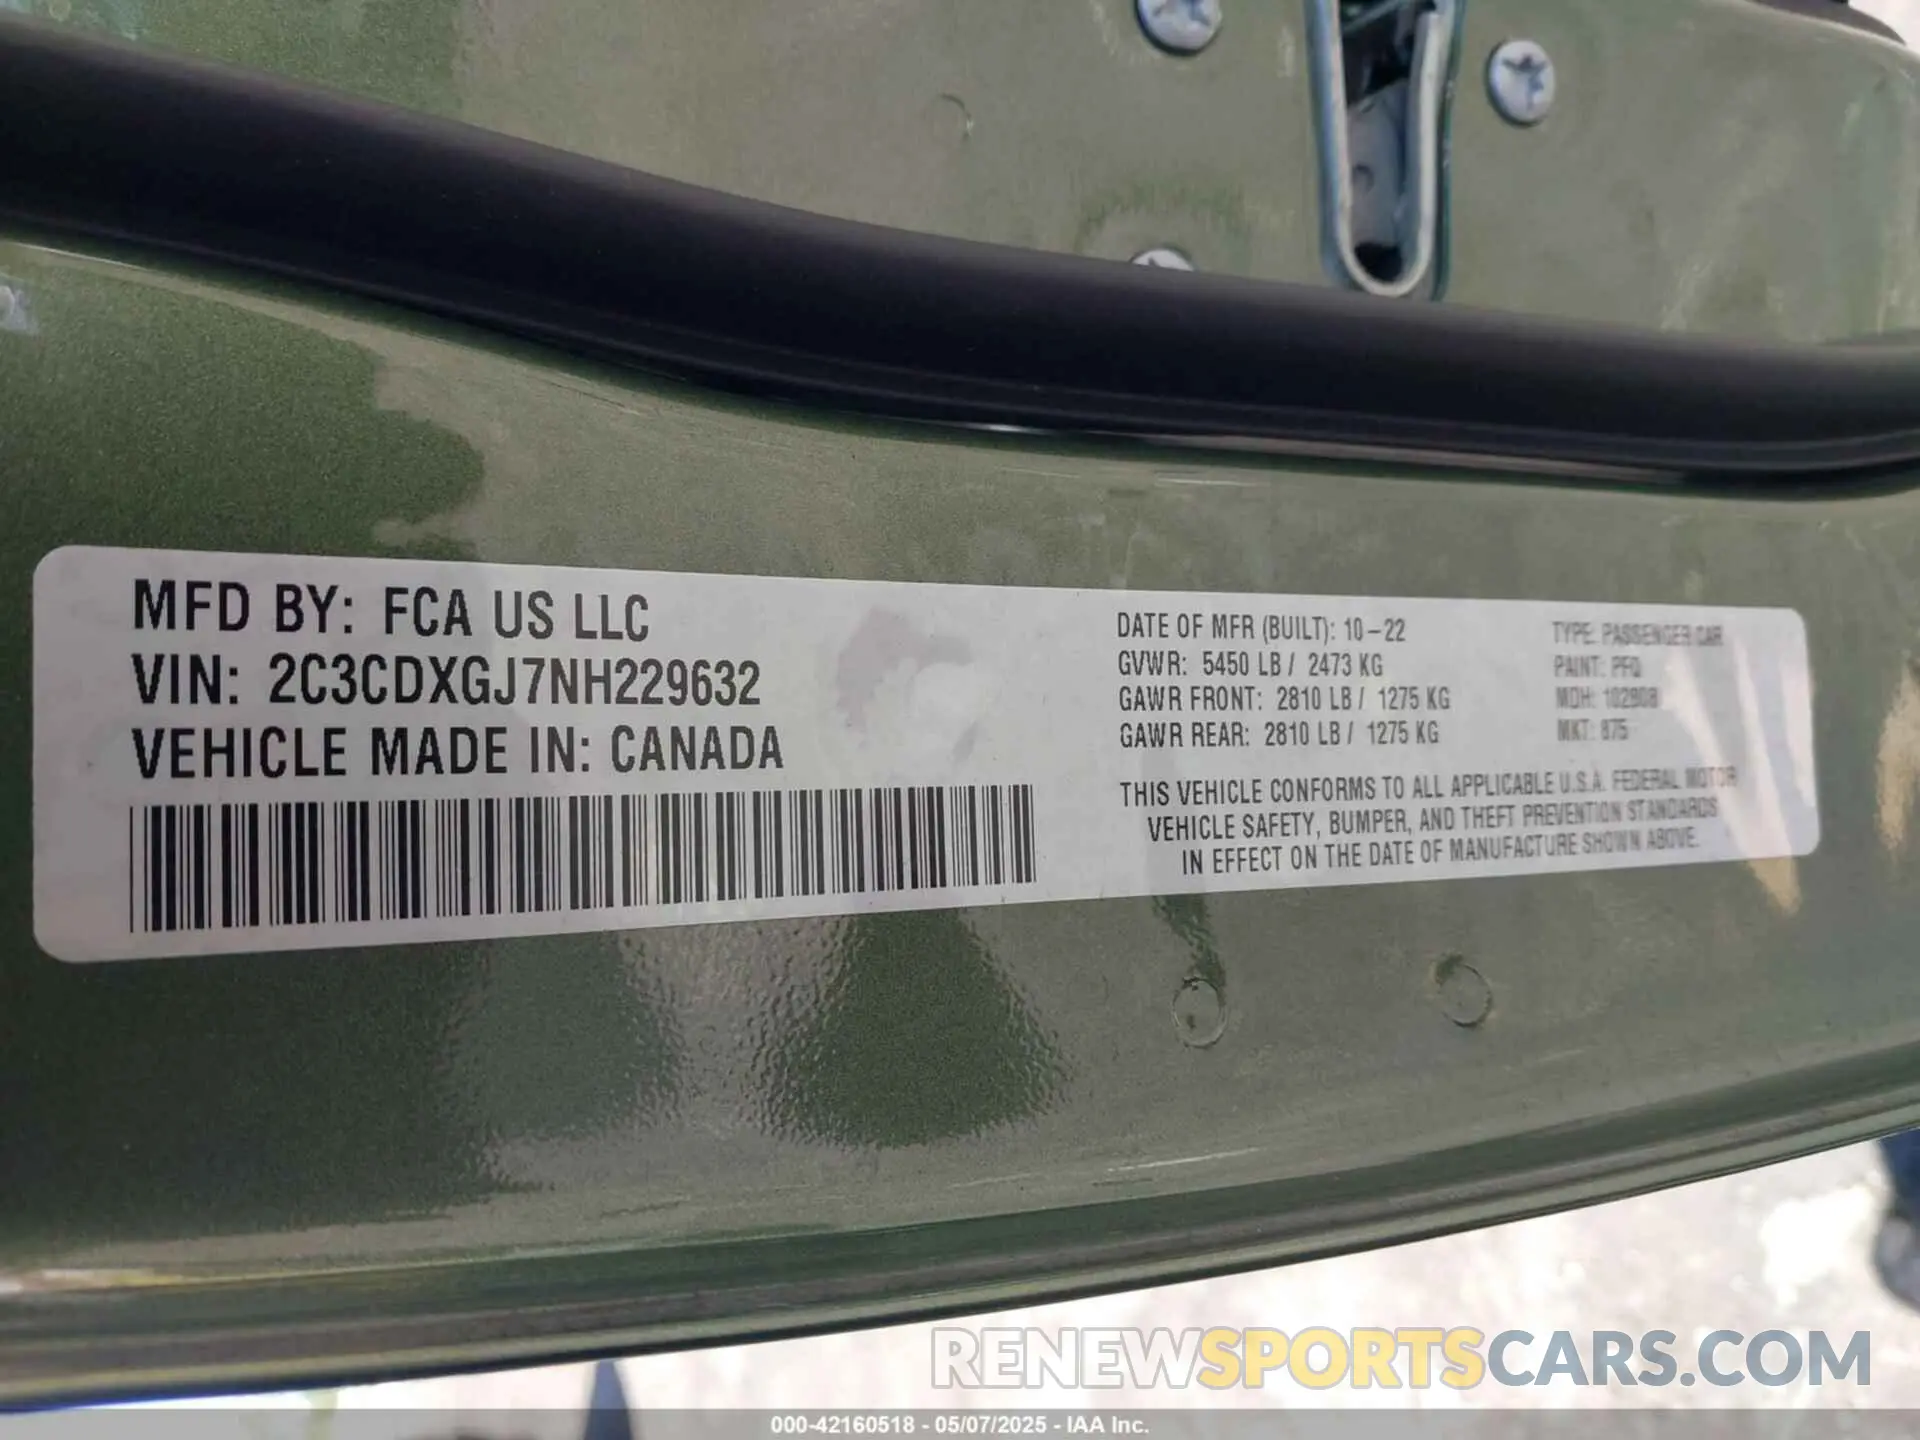 MFD BY: FCA US LLC
VIN: 2C3CDXGJ7NH229632
VEHICLE MADE IN: CANADA
DATE OF MFR (BUILT): 10-22
GVWR: 5450 LB / 2473 KG
GAWR FRONT: 2810 LB / 1275 KG
GAWR REAR: 2810 LB / 1275 KG
TYPE: PASSENGER CAR
PAINT: PFQ
MDH: 102808
MKT: 875
THIS VEHICLE CONFORMS TO ALL APPLICABLE U.S.A. FEDERAL MOTOR
VEHICLE SAFETY, BUMPER, AND THEFT PREVENTION STANDARDS
IN EFFECT ON THE DATE OF MANUFACTURE SHOWN ABOVE.
RENEWSPORTSCARS.COM
000-42160518 - 05/07/2025 - IAA Inc.